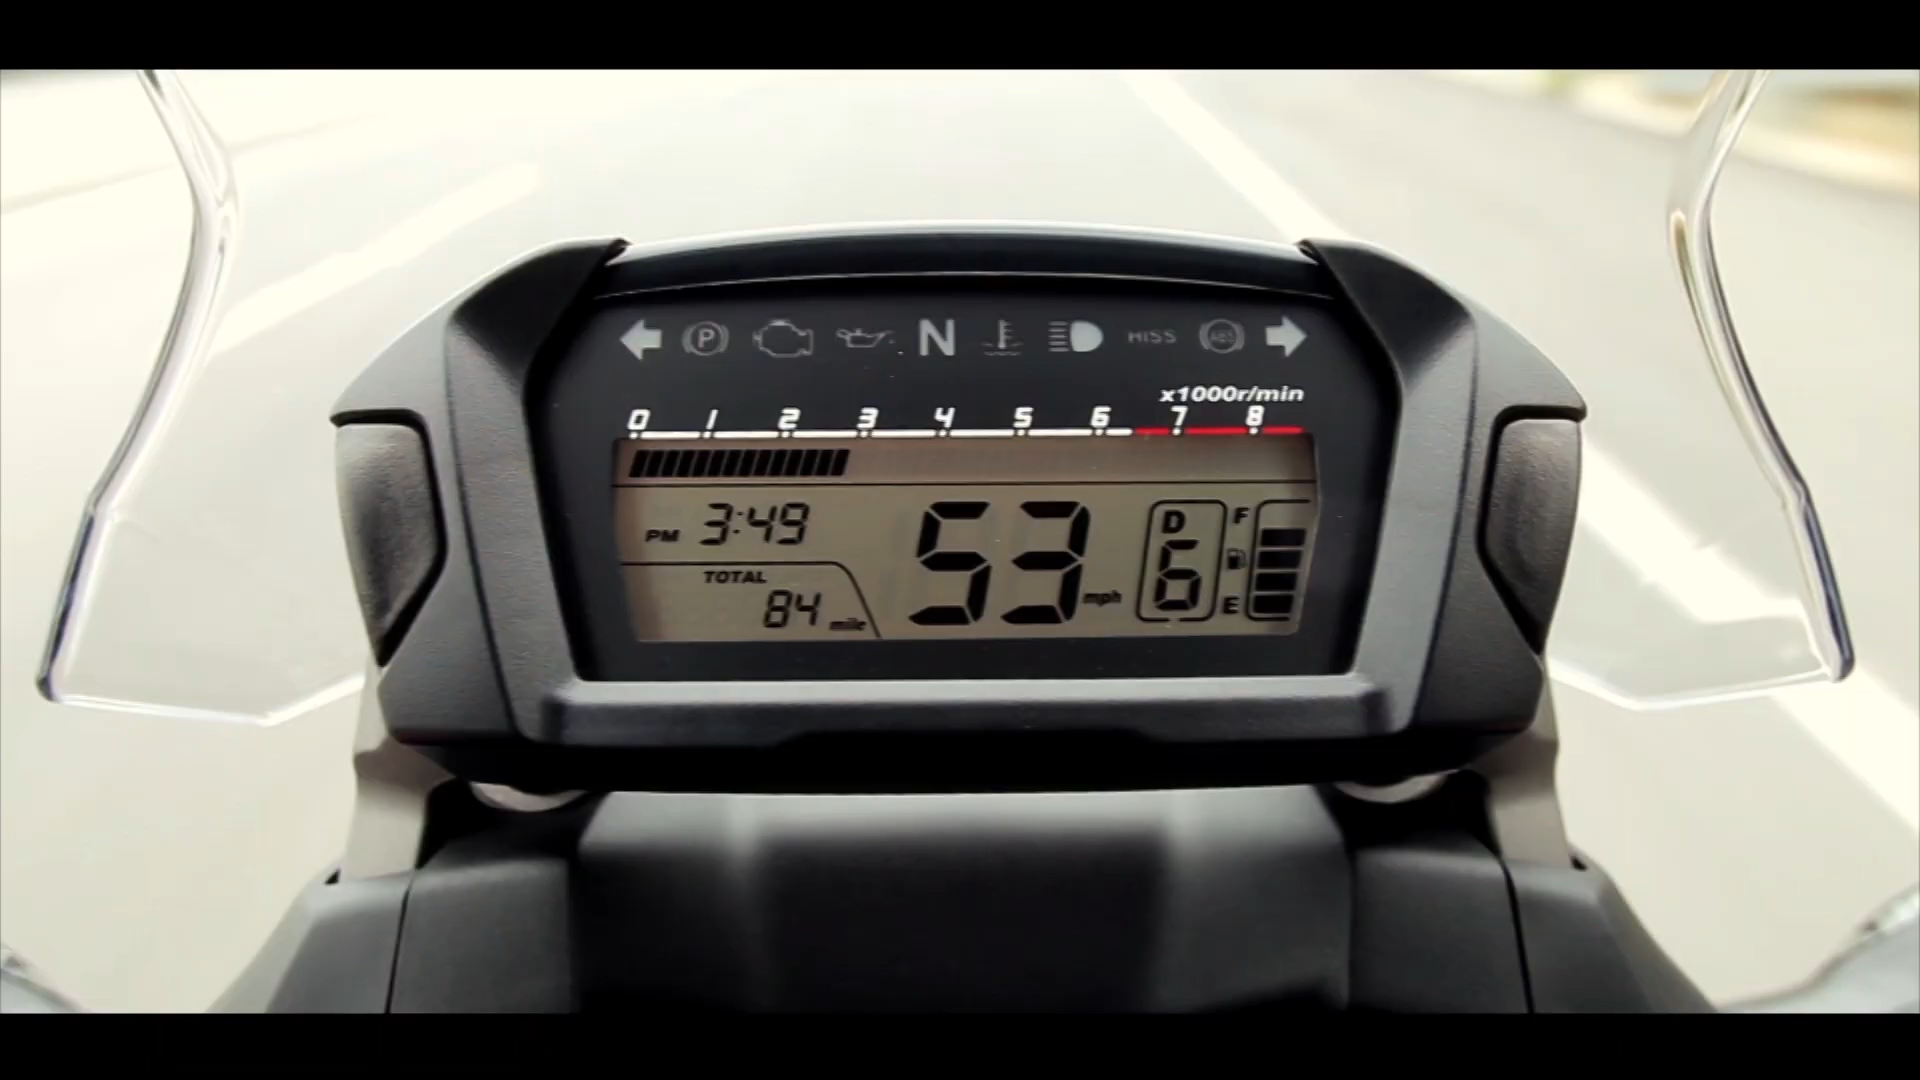 P N HISS ABS
x1000r/min
0 1 2 3 4 5 6 7 8
PM 3:49
TOTAL
84 mile
53 mph
D
6
F
E